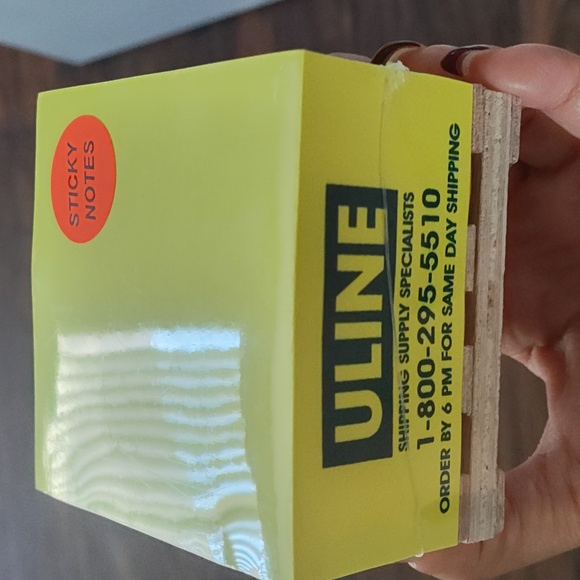 STICKY
NOTES
ULINE
SHIPPING SUPPLY SPECIALISTS
1-800-295-5510
ORDER BY 6 PM FOR SAME DAY SHIPPING